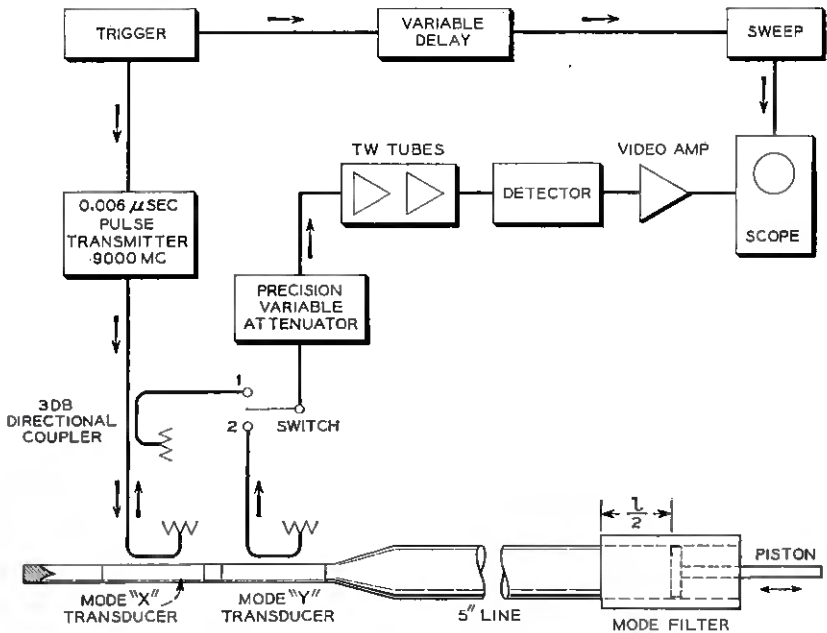 TRIGGER
VARIABLE
DELAY
SWEEP
TW TUBES
VIDEO AMP
DETECTOR
SCOPE
0.006 μSEC
PULSE
TRANSMITTER
9000 MC
PRECISION
VARIABLE
ATTENUATOR
3DB
DIRECTIONAL
COUPLER
1
2
SWITCH
l/2
PISTON
MODE "X"
TRANSDUCER
MODE "Y"
TRANSDUCER
5" LINE
MODE FILTER